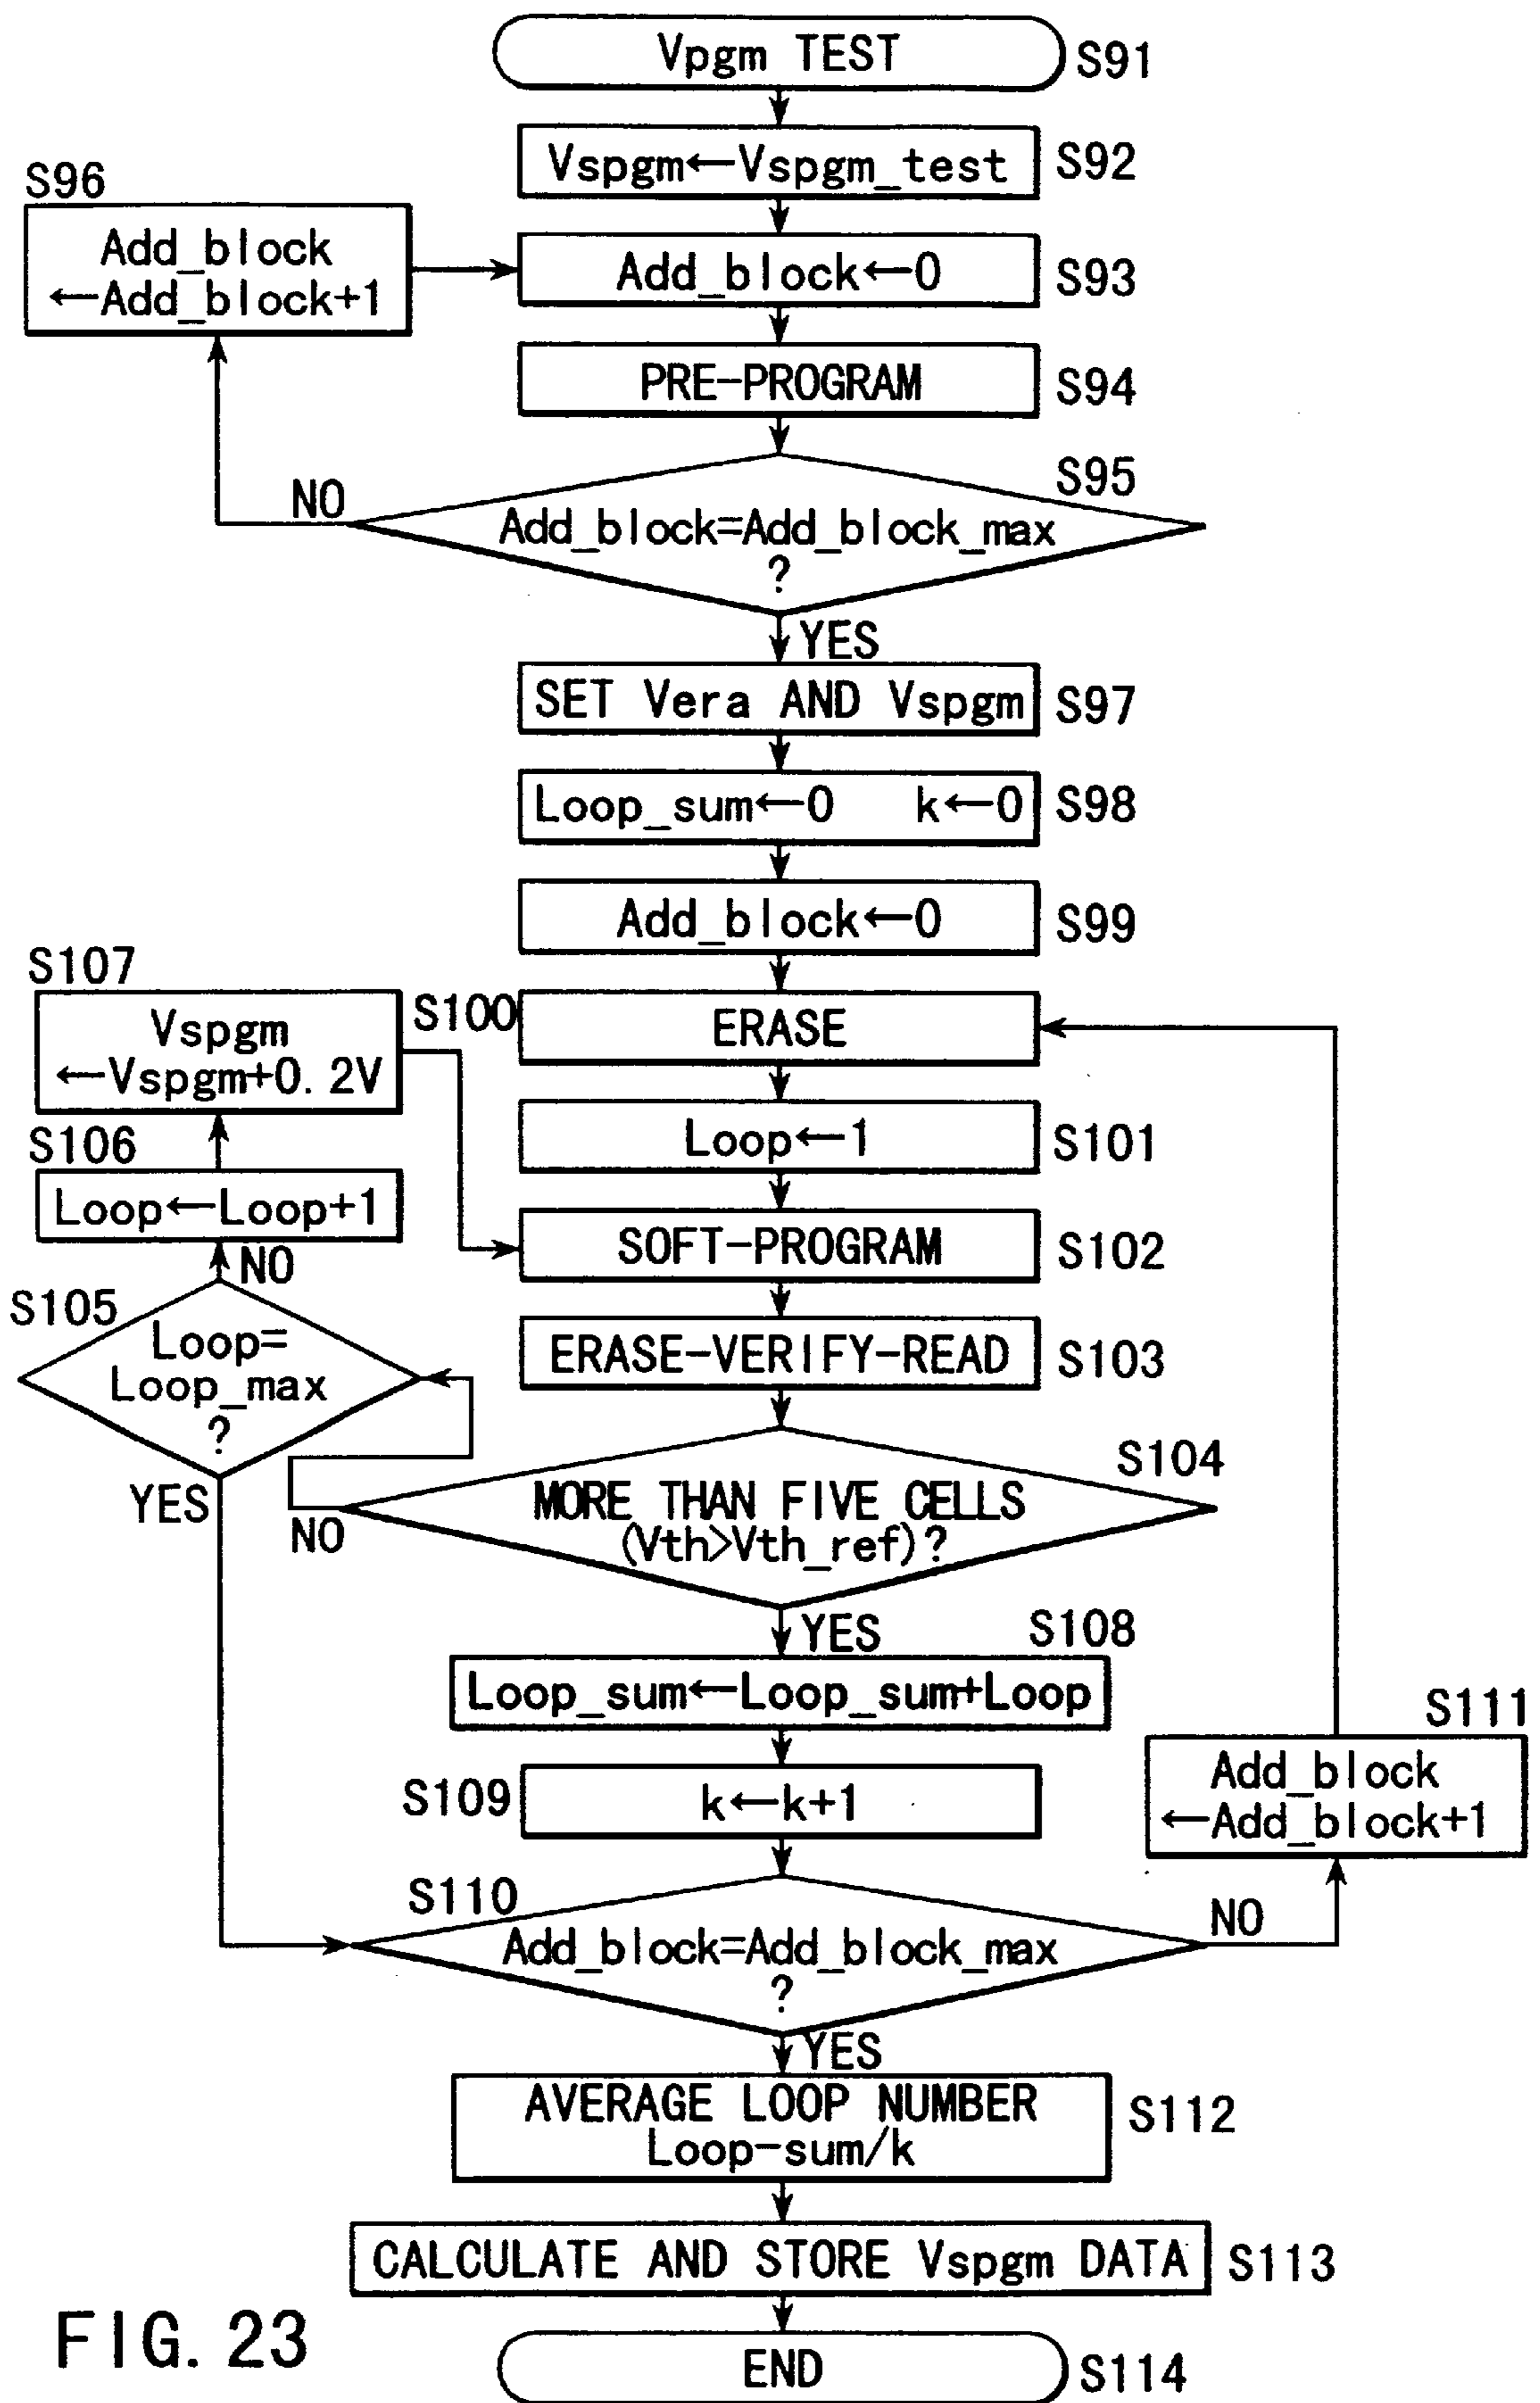 Vpgm TEST
S91
Vspgm←Vspgm_test
S92
S96
Add_block
←Add_block+1
Add_block←0
S93
PRE-PROGRAM
S94
S95
NO
Add_block=Add_block_max
?
YES
SET Vera AND Vspgm
S97
Loop_sum←0 k←0
S98
Add_block←0
S99
S107
Vspgm
←Vspgm+0.2V
S100
ERASE
Loop←1
S101
S106
Loop←Loop+1
SOFT-PROGRAM
S102
NO
S105
Loop=
Loop_max
?
YES
ERASE-VERIFY-READ
S103
S104
MORE THAN FIVE CELLS
(Vth>Vth_ref)?
NO
YES
S108
Loop_sum←Loop_sum+Loop
S111
Add_block
←Add_block+1
S109
k←k+1
S110
NO
Add_block=Add_block_max
?
YES
AVERAGE LOOP NUMBER
Loop-sum/k
S112
CALCULATE AND STORE Vspgm DATA
S113
END
S114
FIG. 23